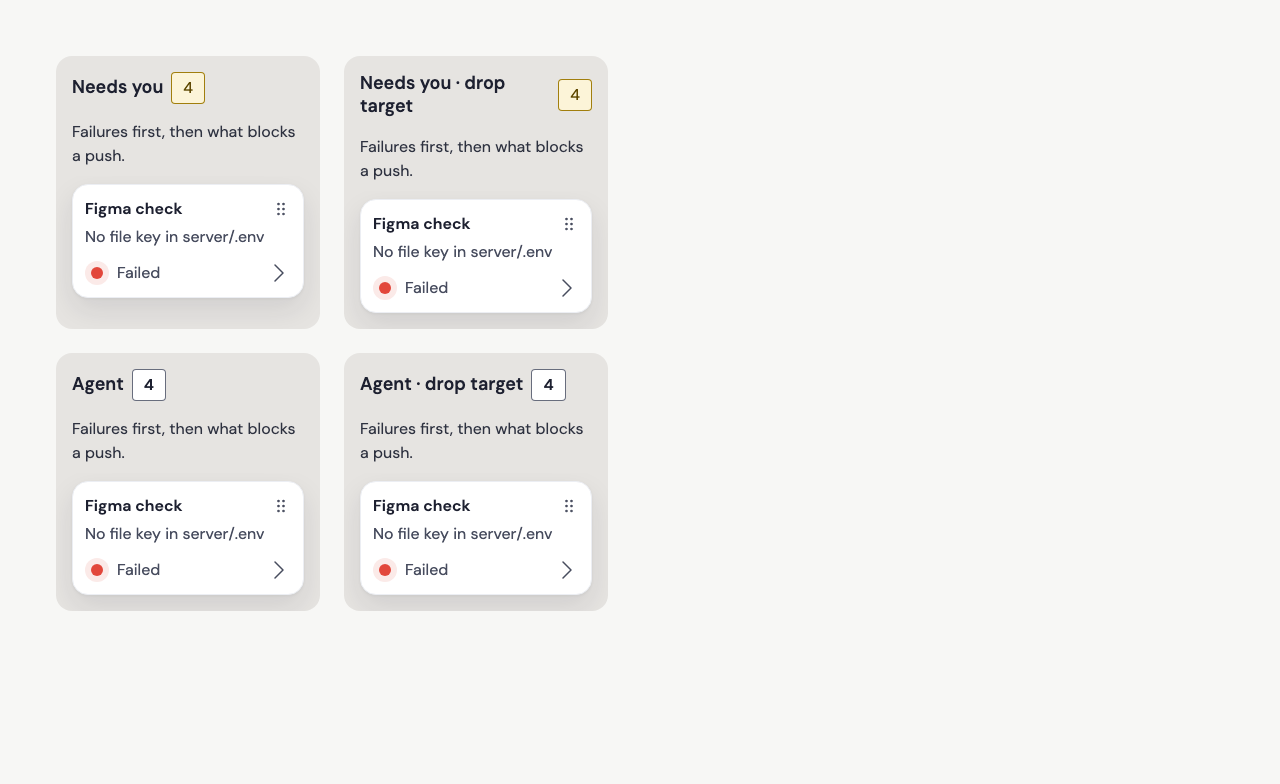 Needs you 4
Failures first, then what blocks
a push.
Figma check
No file key in server/.env
Failed
Needs you · drop
target 4
Failures first, then what blocks
a push.
Figma check
No file key in server/.env
Failed
Agent 4
Failures first, then what blocks
a push.
Figma check
No file key in server/.env
Failed
Agent · drop target 4
Failures first, then what blocks
a push.
Figma check
No file key in server/.env
Failed